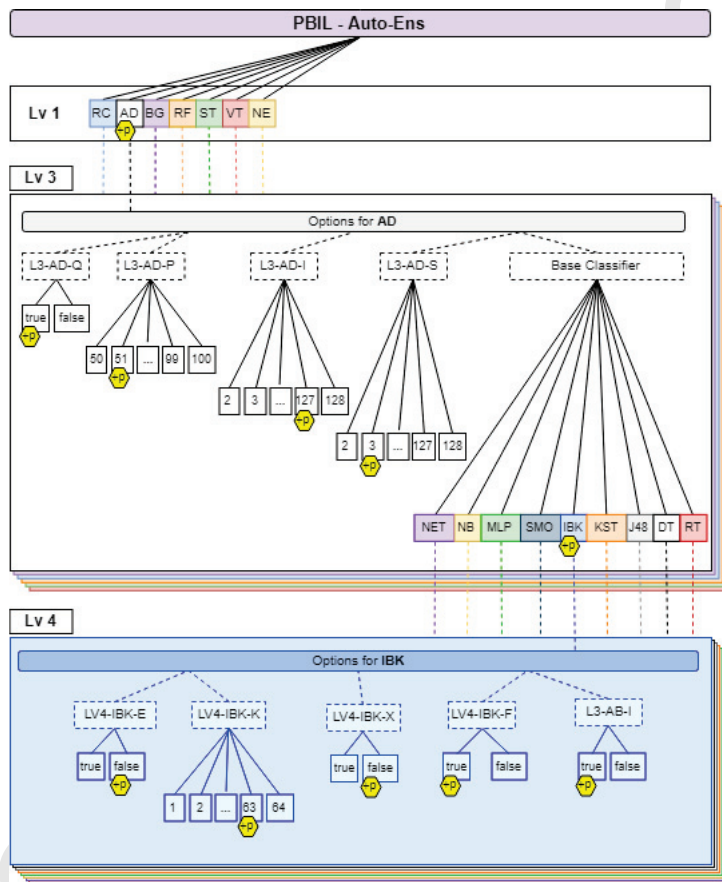 PBIL - Auto-Ens
Lv 1
RC AD BG RF ST VT NE
+p
Lv 3
Options for AD
L3-AD-Q L3-AD-P L3-AD-I L3-AD-S Base Classifier
true false
+p
50 51 ... 99 100
+p
2 3 ... 127 128
+p
2 3 ... 127 128
+p
NET NB MLP SMO IBK KST J48 DT RT
+p
Lv 4
Options for IBK
LV4-IBK-E LV4-IBK-K LV4-IBK-X LV4-IBK-F L3-AB-I
true false true false true false true false
+p +p +p +p
1 2 ... 63 64
+p